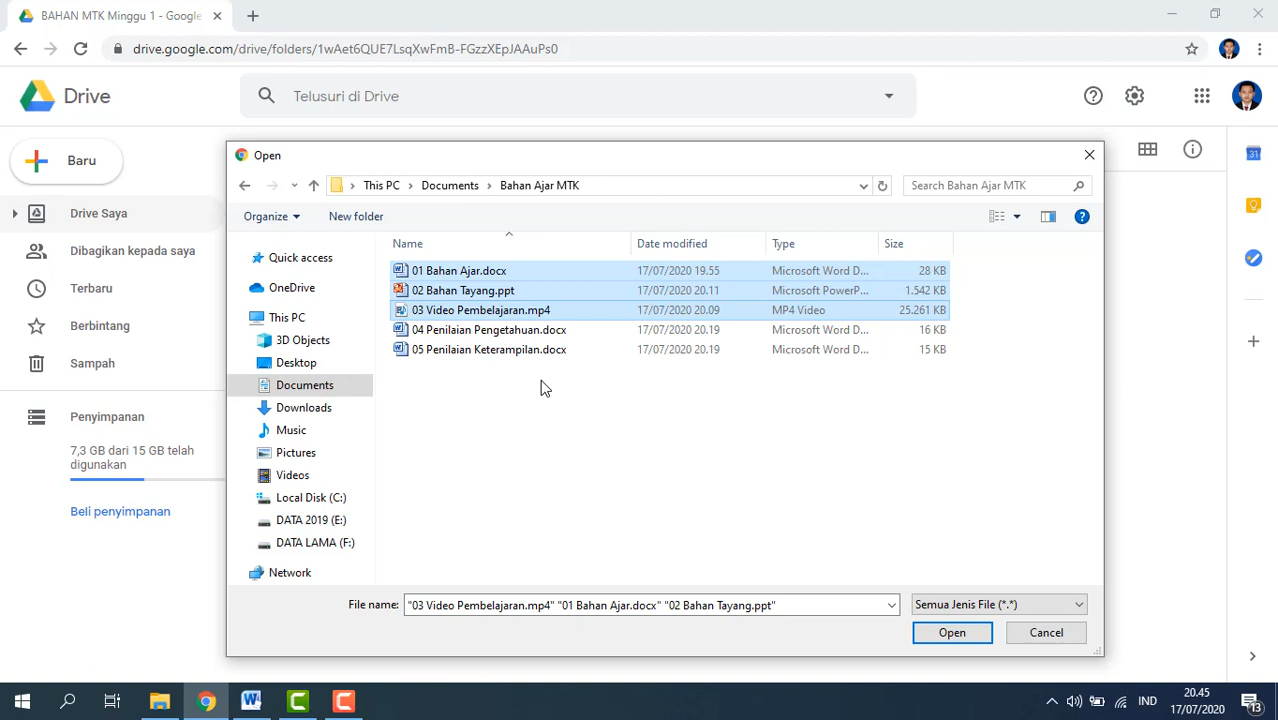 BAHAN MTK Minggu 1 - Google
drive.google.com/drive/folders/1wAet6QUE7LsqXwFmB-FGzzXEpJAAuPs0
Drive
Telusuri di Drive
Baru
Drive Saya
Dibagikan kepada saya
Terbaru
Berbintang
Sampah
Penyimpanan
7,3 GB dari 15 GB telah
digunakan
Beli penyimpanan
31
Open
This PC Documents Bahan Ajar MTK
Search Bahan Ajar MTK
Organize New folder
Quick access
OneDrive
This PC
3D Objects
Desktop
Documents
Downloads
Music
Pictures
Videos
Local Disk (C:)
DATA 2019 (E:)
DATA LAMA (F:)
Network
Name Date modified Type Size
01 Bahan Ajar.docx 17/07/2020 19.55 Microsoft Word D... 28 KB
02 Bahan Tayang.ppt 17/07/2020 20.11 Microsoft PowerP... 1.542 KB
03 Video Pembelajaran.mp4 17/07/2020 20.09 MP4 Video 25.261 KB
04 Penilaian Pengetahuan.docx 17/07/2020 20.19 Microsoft Word D... 16 KB
05 Penilaian Keterampilan.docx 17/07/2020 20.19 Microsoft Word D... 15 KB
File name: "03 Video Pembelajaran.mp4" "01 Bahan Ajar.docx" "02 Bahan Tayang.ppt"
Semua Jenis File (*.*)
Open Cancel
IND
20.45
17/07/2020
13